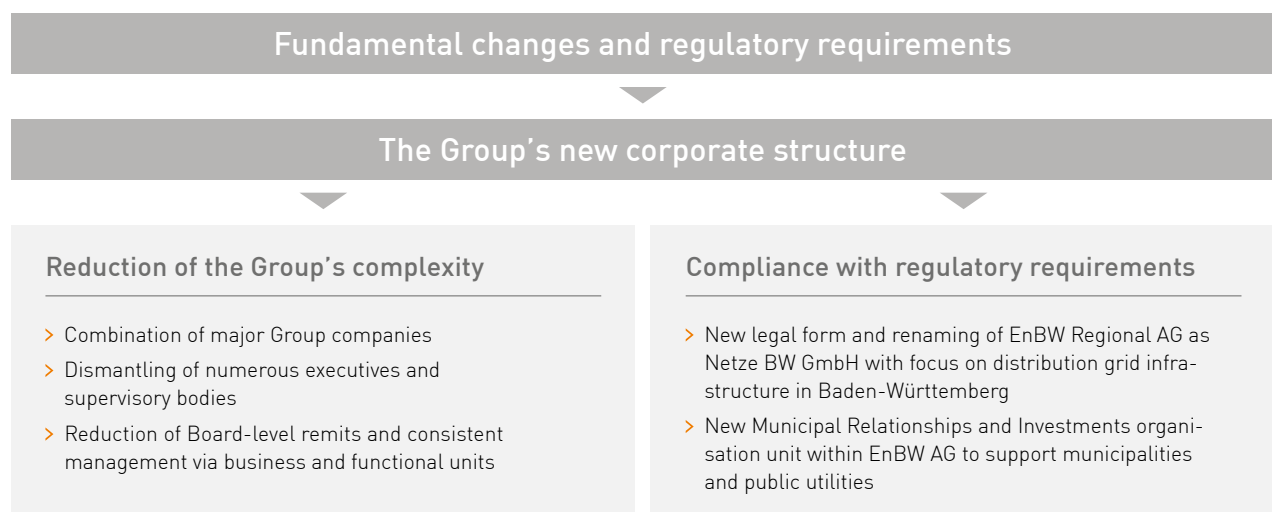 Fundamental changes and regulatory requirements
The Group’s new corporate structure
Reduction of the Group’s complexity
> Combination of major Group companies
> Dismantling of numerous executives and
supervisory bodies
> Reduction of Board-level remits and consistent
management via business and functional units
Compliance with regulatory requirements
> New legal form and renaming of EnBW Regional AG as
Netze BW GmbH with focus on distribution grid infra-
structure in Baden-Württemberg
> New Municipal Relationships and Investments organi-
sation unit within EnBW AG to support municipalities
and public utilities